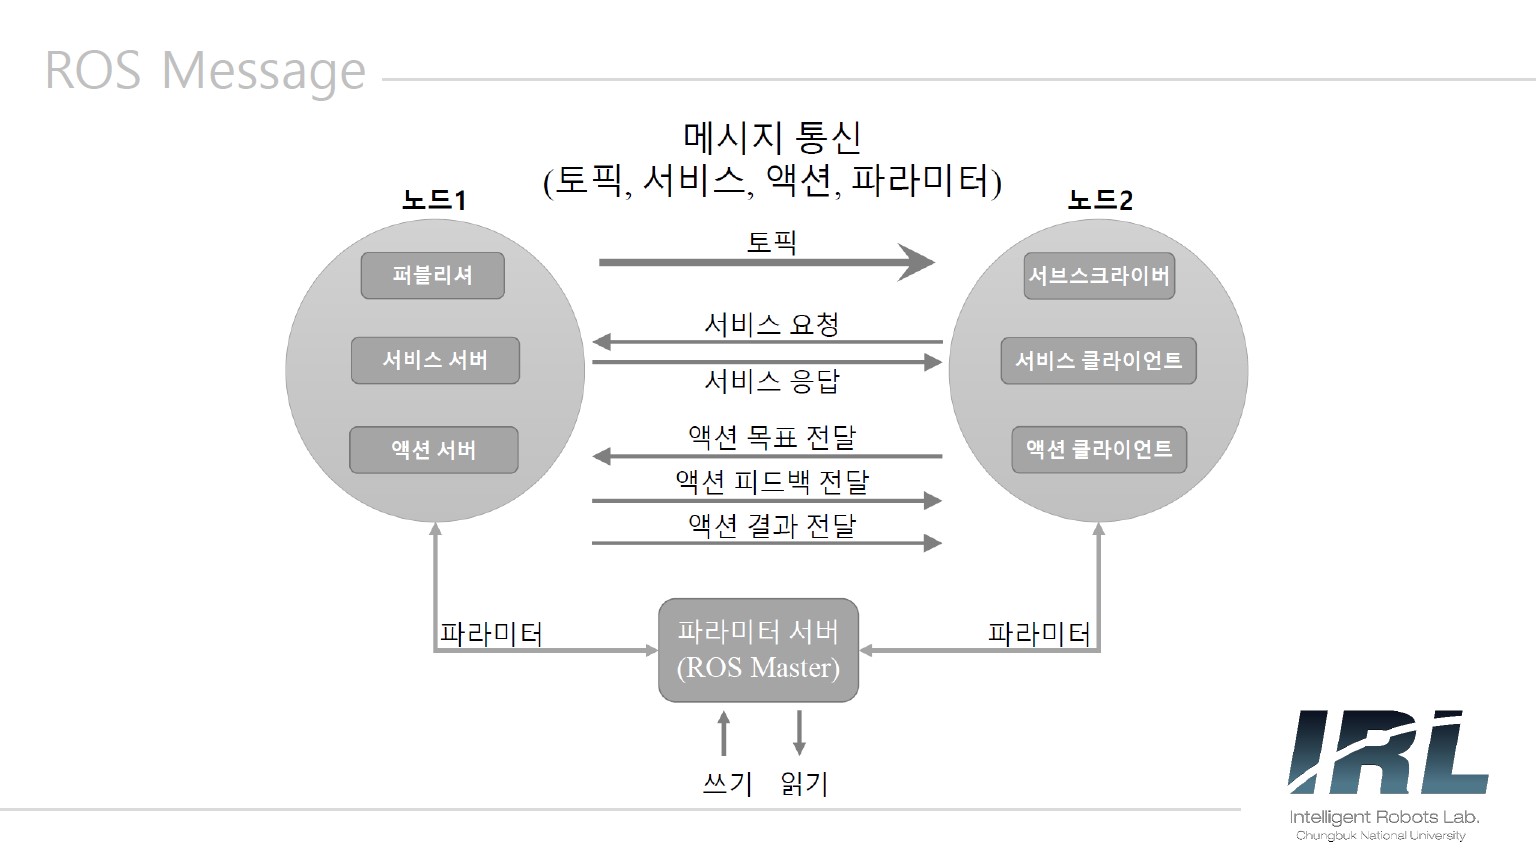 ROS Message
메시지 통신
(토픽, 서비스, 액션, 파라미터)
노드1
노드2
토픽
퍼블리셔
서브스크라이버
서비스 요청
서비스 서버
서비스 클라이언트
서비스 응답
액션 목표 전달
액션 서버
액션 클라이언트
액션 피드백 전달
액션 결과 전달
파라미터
파라미터 서버
(ROS Master)
파라미터
쓰기
읽기
IRL
Intelligent Robots Lab.
Chungbuk National University